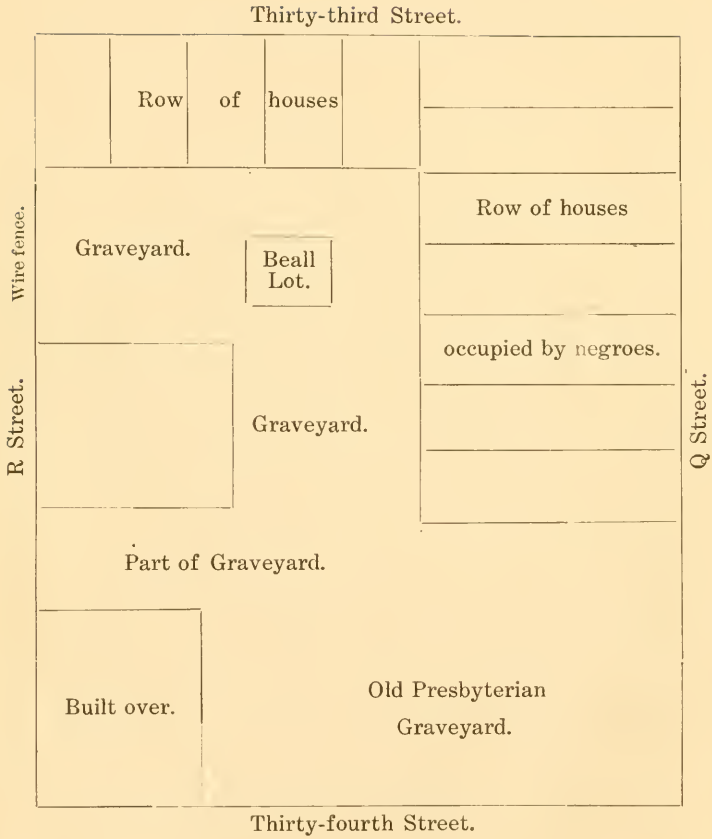 Thirty-third Street.
Row of houses
Row of houses
Wire fence.
Graveyard.
Beall
Lot.
occupied by negroes.
R Street.
Graveyard.
Q Street.
Part of Graveyard.
Built over.
Old Presbyterian
Graveyard.
Thirty-fourth Street.